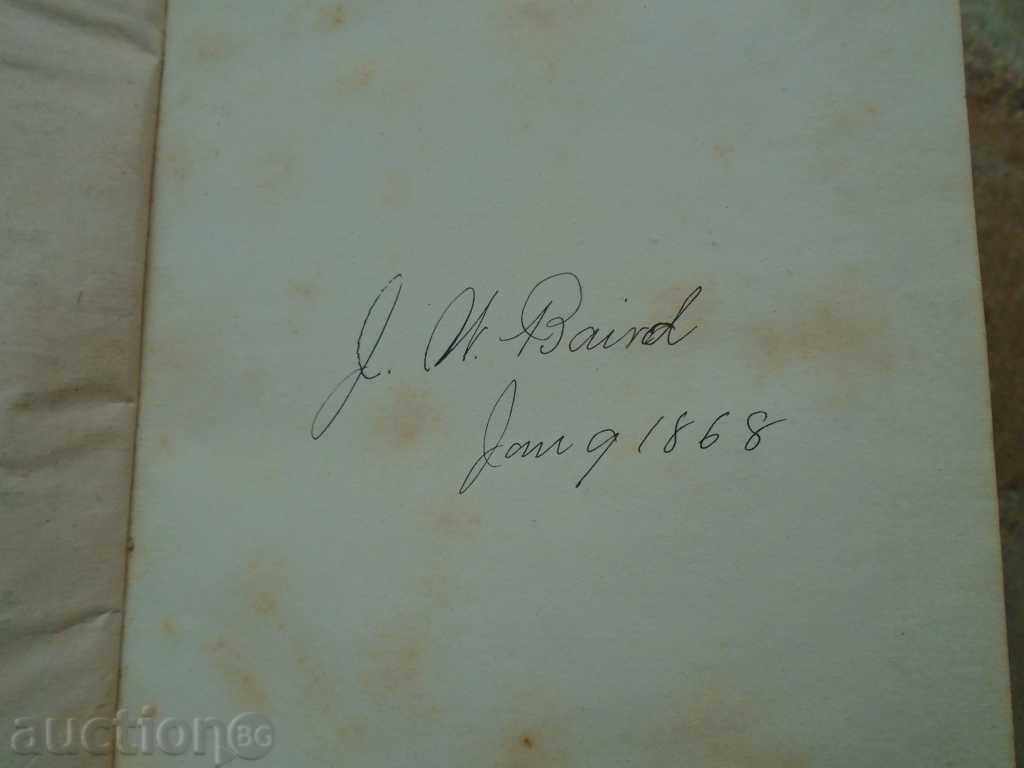 J. W. Baird
Jan 9 1868
auction BG